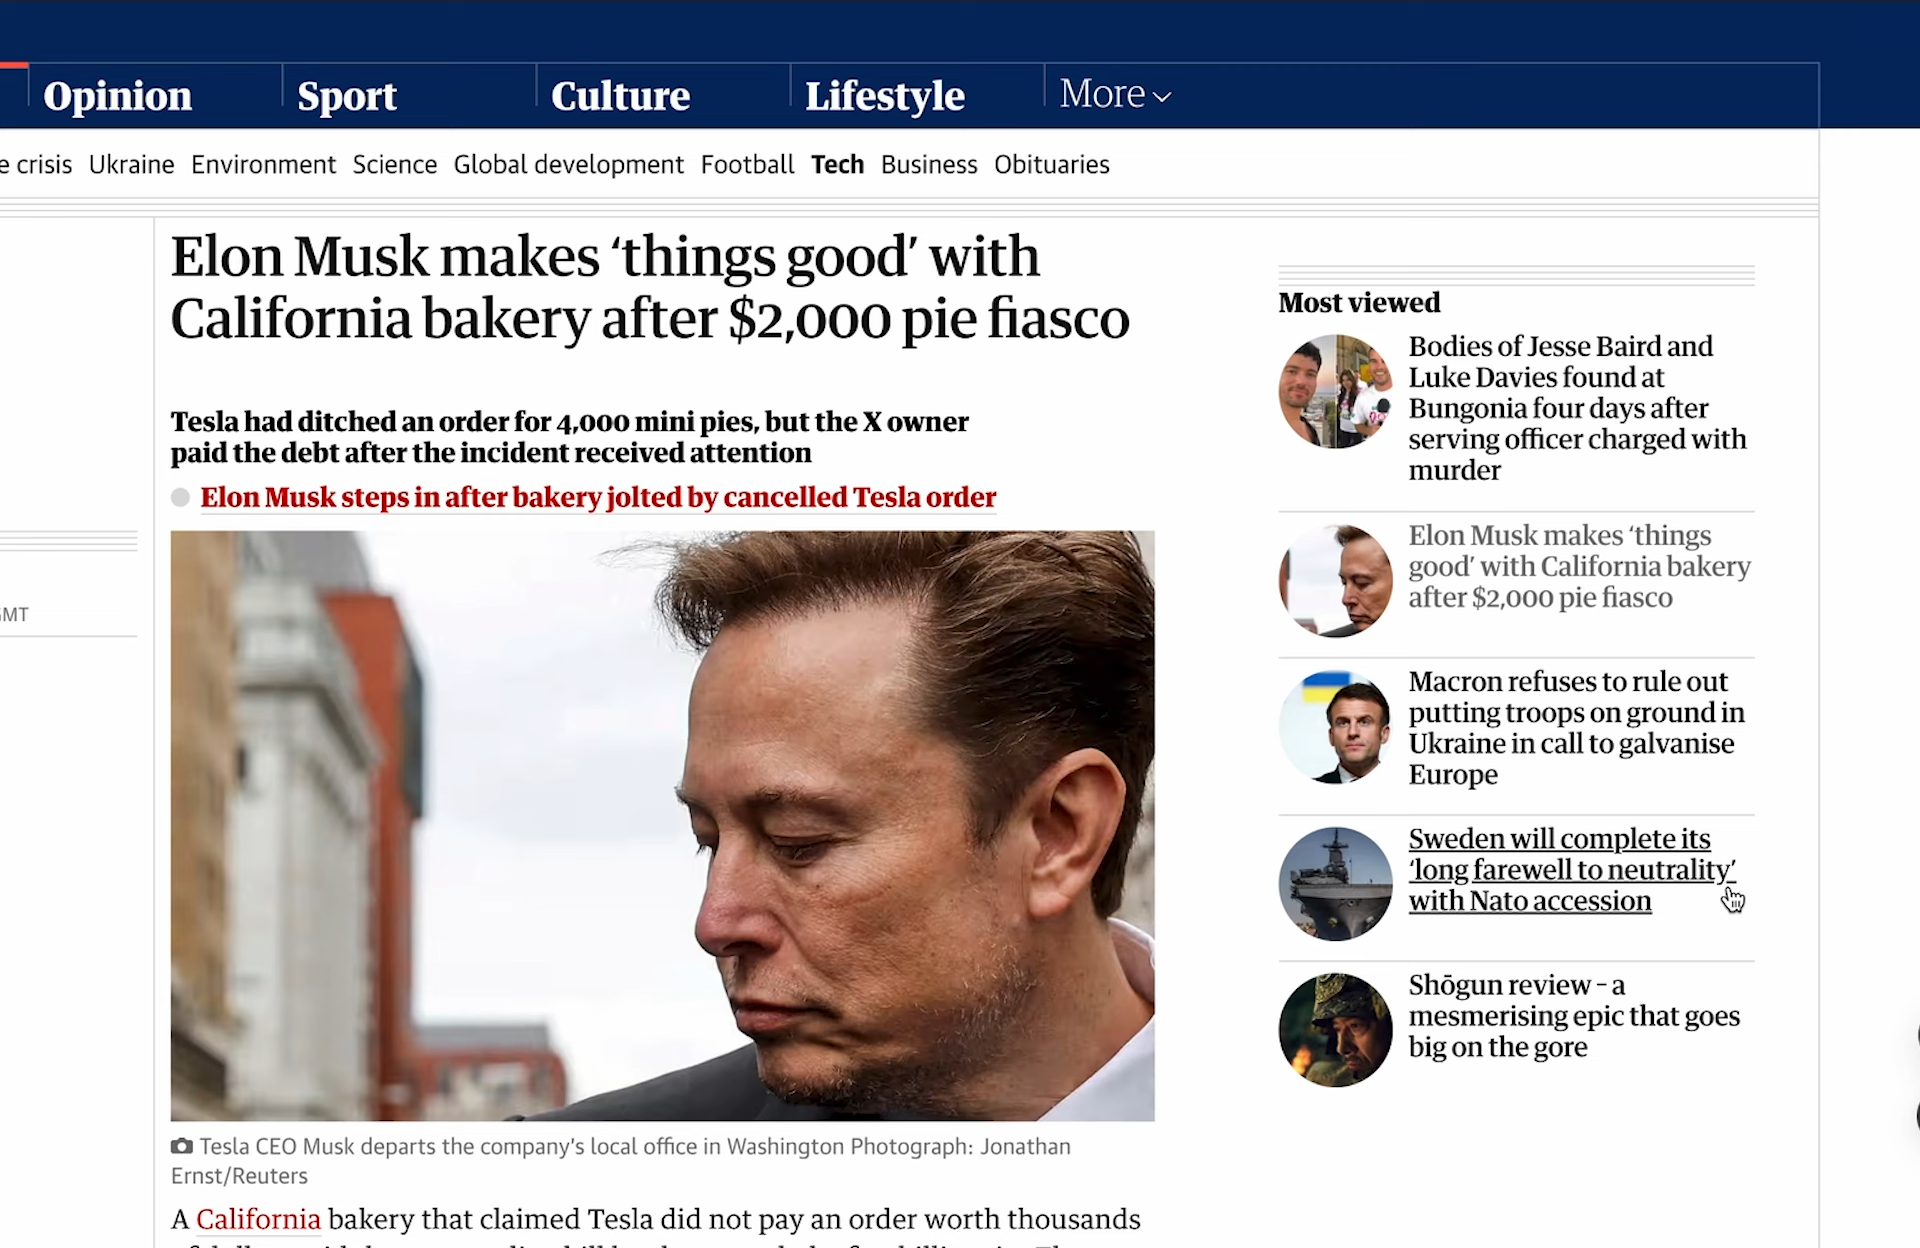 Opinion
Sport
Culture
Lifestyle
More
e crisis Ukraine Environment Science Global development Football Tech Business Obituaries
Elon Musk makes ‘things good’ with
California bakery after $2,000 pie fiasco
Tesla had ditched an order for 4,000 mini pies, but the X owner
paid the debt after the incident received attention
Elon Musk steps in after bakery jolted by cancelled Tesla order
GMT
Tesla CEO Musk departs the company’s local office in Washington Photograph: Jonathan
Ernst/Reuters
A California bakery that claimed Tesla did not pay an order worth thousands
Most viewed
Bodies of Jesse Baird and
Luke Davies found at
Bungonia four days after
serving officer charged with
murder
Elon Musk makes ‘things
good’ with California bakery
after $2,000 pie fiasco
Macron refuses to rule out
putting troops on ground in
Ukraine in call to galvanise
Europe
Sweden will complete its
‘long farewell to neutrality’
with Nato accession
Shōgun review – a
mesmerising epic that goes
big on the gore